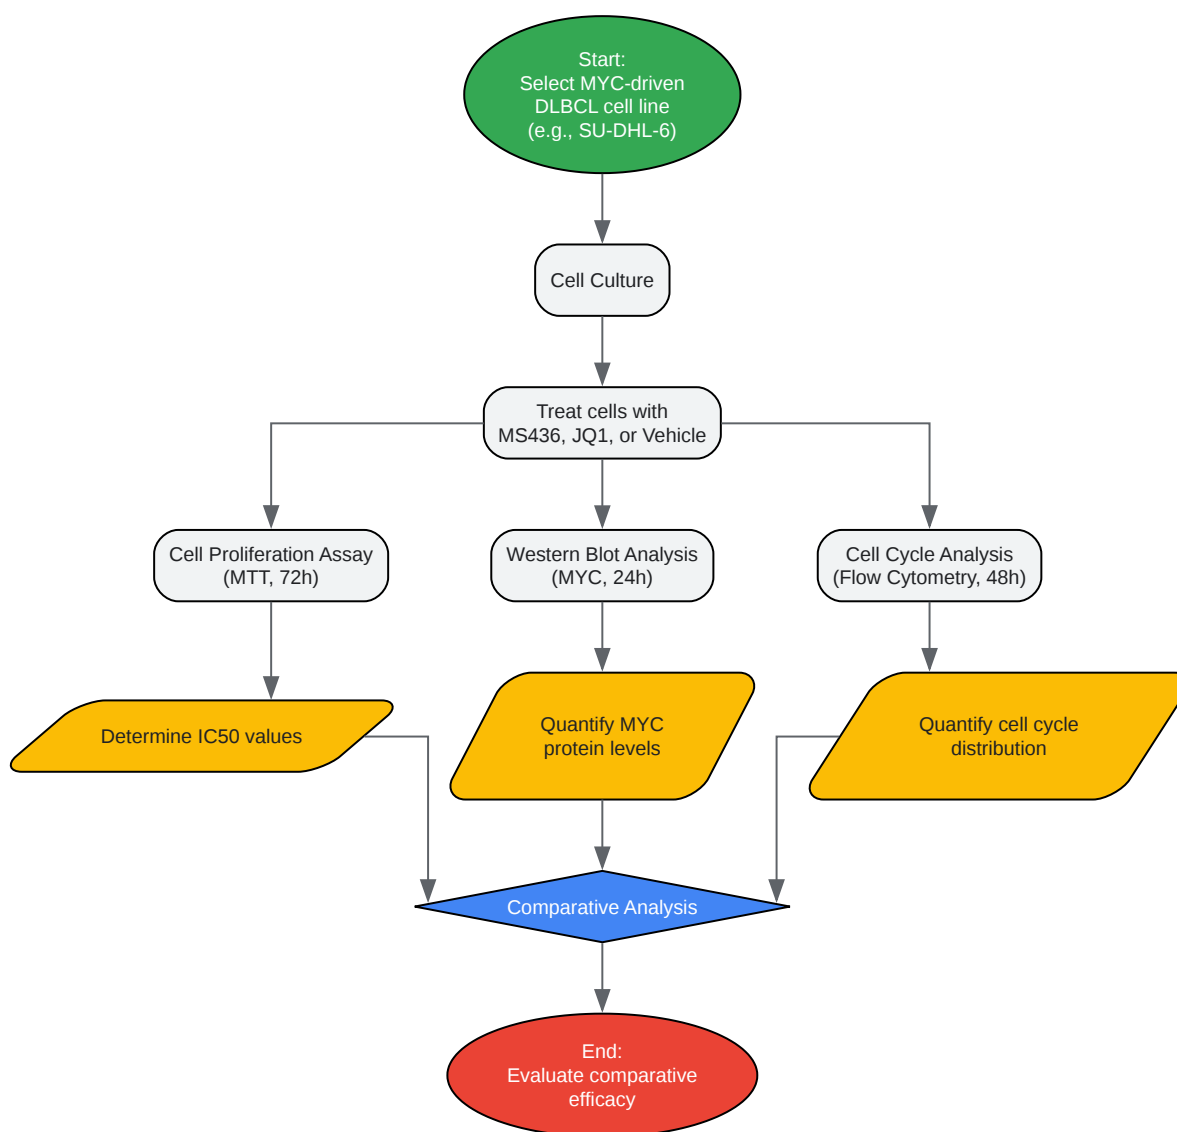 Start:
Select MYC-driven
DLBCL cell line
(e.g., SU-DHL-6)
Cell Culture
Treat cells with
MS436, JQ1, or Vehicle
Cell Proliferation Assay
(MTT, 72h)
Western Blot Analysis
(MYC, 24h)
Cell Cycle Analysis
(Flow Cytometry, 48h)
Determine IC50 values
Quantify MYC
protein levels
Quantify cell cycle
distribution
Comparative Analysis
End:
Evaluate comparative
efficacy